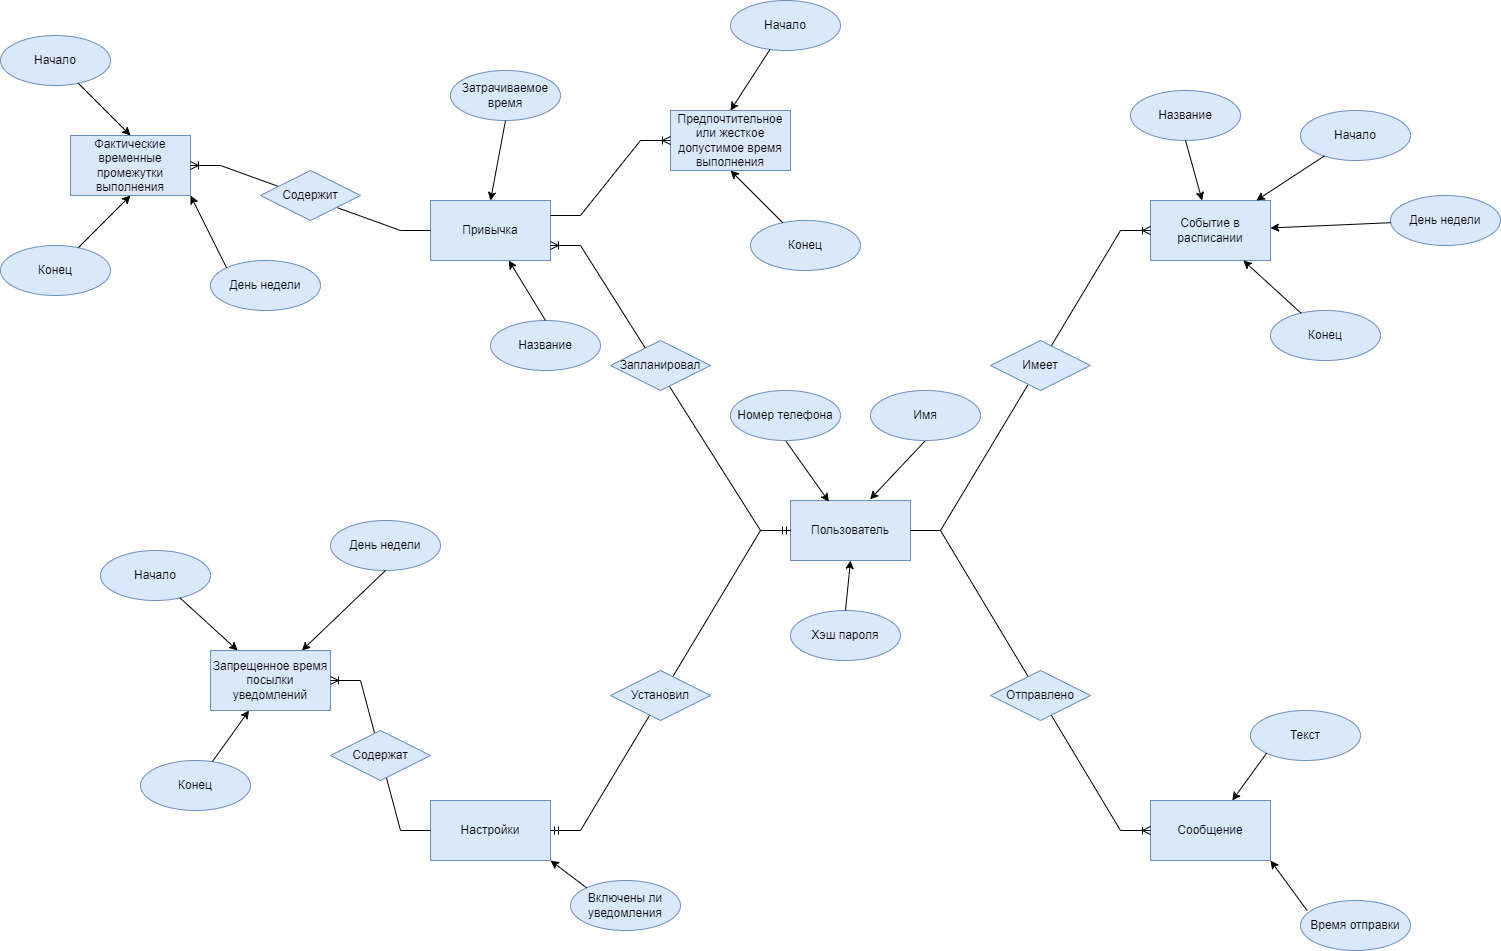 Начало
Начало
Фактические
временные
промежутки
выполнения
Содержит
Конец
День недели
Затрачиваемое
время
Предпочтительное
или жесткое
допустимое время
выполнения
Привычка
Конец
Название
Запланировал
Название
Начало
День недели
Событие в
расписании
Конец
Имеет
Номер телефона
Имя
Пользователь
Хэш пароля
День недели
Начало
Запрещенное время
посылки
уведомлений
Конец
Содержат
Установил
Настройки
Включены ли
уведомления
Отправлено
Текст
Сообщение
Время отправки